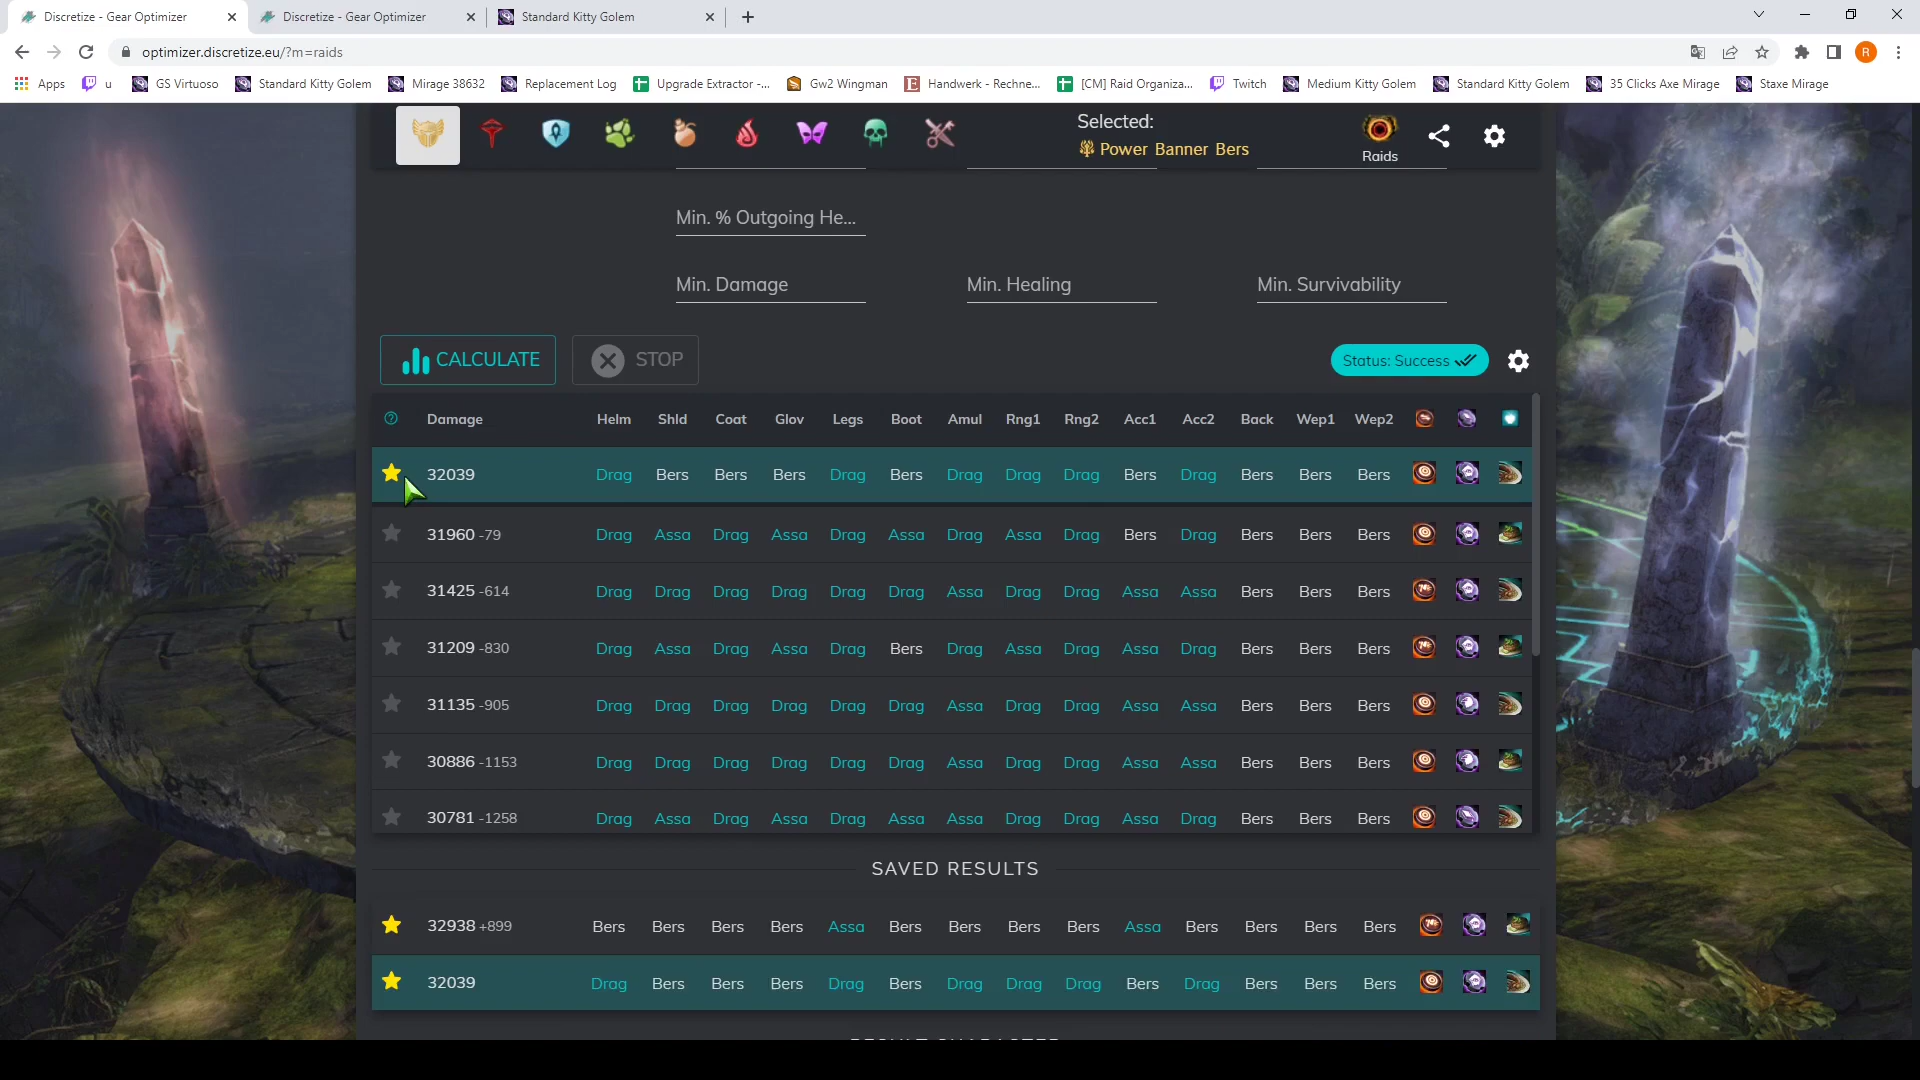 Discretize - Gear Optimizer
Discretize - Gear Optimizer
Standard Kitty Golem
optimizer.discretize.eu/?m=raids
R
Apps
u
GS Virtuoso
Standard Kitty Golem
Mirage 38632
Replacement Log
Upgrade Extractor -...
Gw2 Wingman
Handwerk - Rechne...
[CM] Raid Organiza...
Twitch
Medium Kitty Golem
Standard Kitty Golem
35 Clicks Axe Mirage
Staxe Mirage
Selected:
Power Banner Bers
Raids
Min. % Outgoing He...
Min. Damage Min. Healing Min. Survivability
CALCULATE STOP Status: Success
Damage Helm Shld Coat Glov Legs Boot Amul Rng1 Rng2 Acc1 Acc2 Back Wep1 Wep2
32039 Drag Bers Bers Bers Drag Bers Drag Drag Drag Bers Drag Bers Bers Bers
31960 -79 Drag Assa Drag Assa Drag Assa Drag Assa Drag Bers Drag Bers Bers Bers
31425 -614 Drag Drag Drag Drag Drag Drag Assa Drag Drag Assa Assa Bers Bers Bers
31209 -830 Drag Assa Drag Assa Drag Bers Drag Assa Drag Assa Drag Bers Bers Bers
31135 -905 Drag Drag Drag Drag Drag Drag Assa Drag Drag Assa Assa Bers Bers Bers
30886 -1153 Drag Drag Drag Drag Drag Drag Assa Drag Drag Assa Assa Bers Bers Bers
30781 -1258 Drag Assa Drag Assa Drag Assa Assa Drag Drag Assa Drag Bers Bers Bers
SAVED RESULTS
32938 +899 Bers Bers Bers Bers Assa Bers Bers Bers Bers Assa Bers Bers Bers Bers
32039 Drag Bers Bers Bers Drag Bers Drag Drag Drag Bers Drag Bers Bers Bers